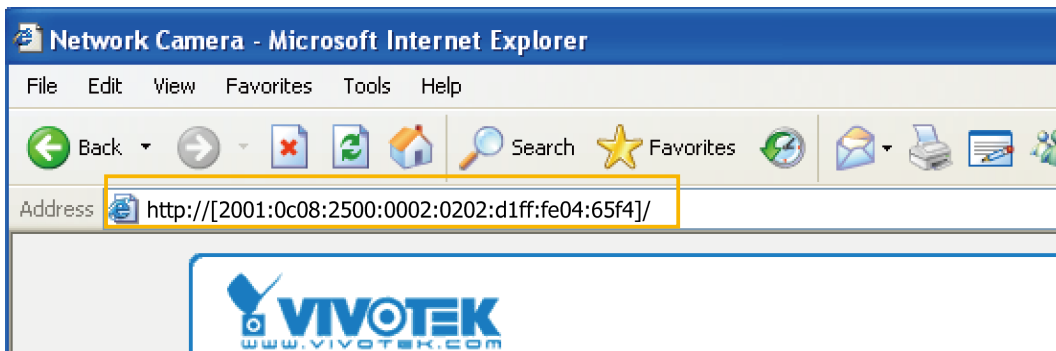 Network Camera - Microsoft Internet Explorer
File Edit View Favorites Tools Help
Back Search Favorites
Address http://[2001:0c08:2500:0002:0202:d1ff:fe04:65f4]/
VIVOTEK
www.vivotek.com